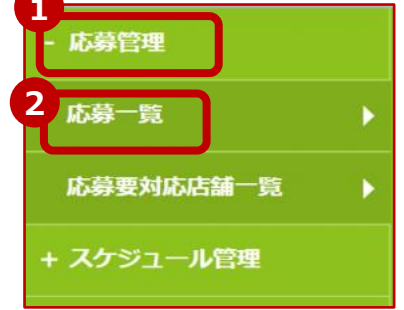 1
- 応募管理
2
応募一覧
応募要対応店舗一覧
+ スケジュール管理